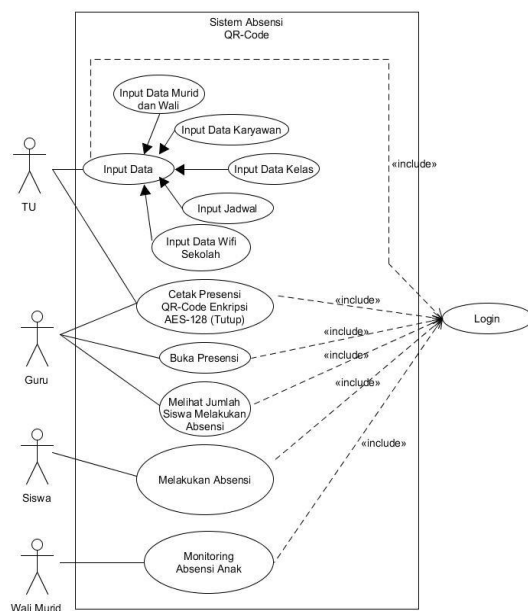 Sistem Absensi
QR-Code
Input Data Murid
dan Wali
Input Data Karyawan
Input Data
Input Data Kelas
«include»
TU
Input Jadwal
Input Data Wifi
Sekolah
Cetak Presensi
QR-Code Enkripsi
AES-128 (Tutup)
«include»
Login
«include»
Buka Presensi
Guru
«include»
Melihat Jumlah
Siswa Melakukan
Absensi
«include»
Melakukan Absensi
Siswa
Monitoring
Absensi Anak
Wali Murid